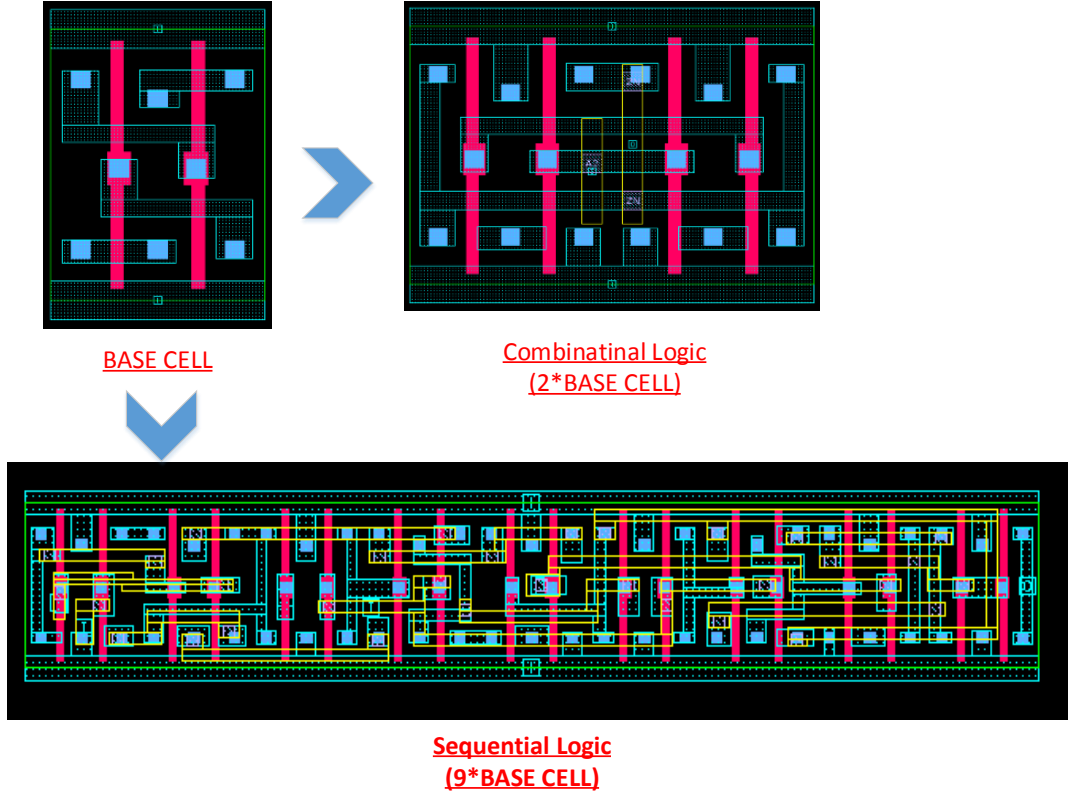 BASE CELL
Combinatinal Logic
(2*BASE CELL)
Sequential Logic
(9*BASE CELL)